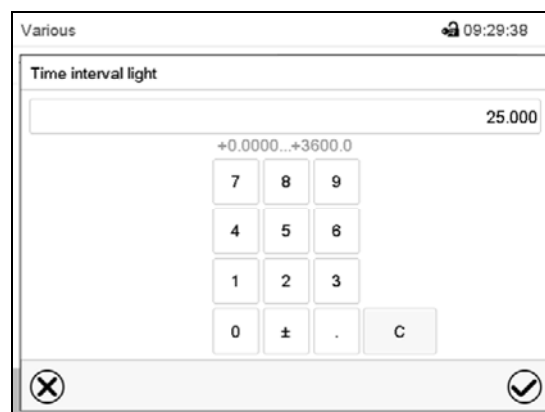 Various 09:29:38
Time interval light
25.000
+0.0000...+3600.0
7 8 9
4 5 6
1 2 3
0 ± . C